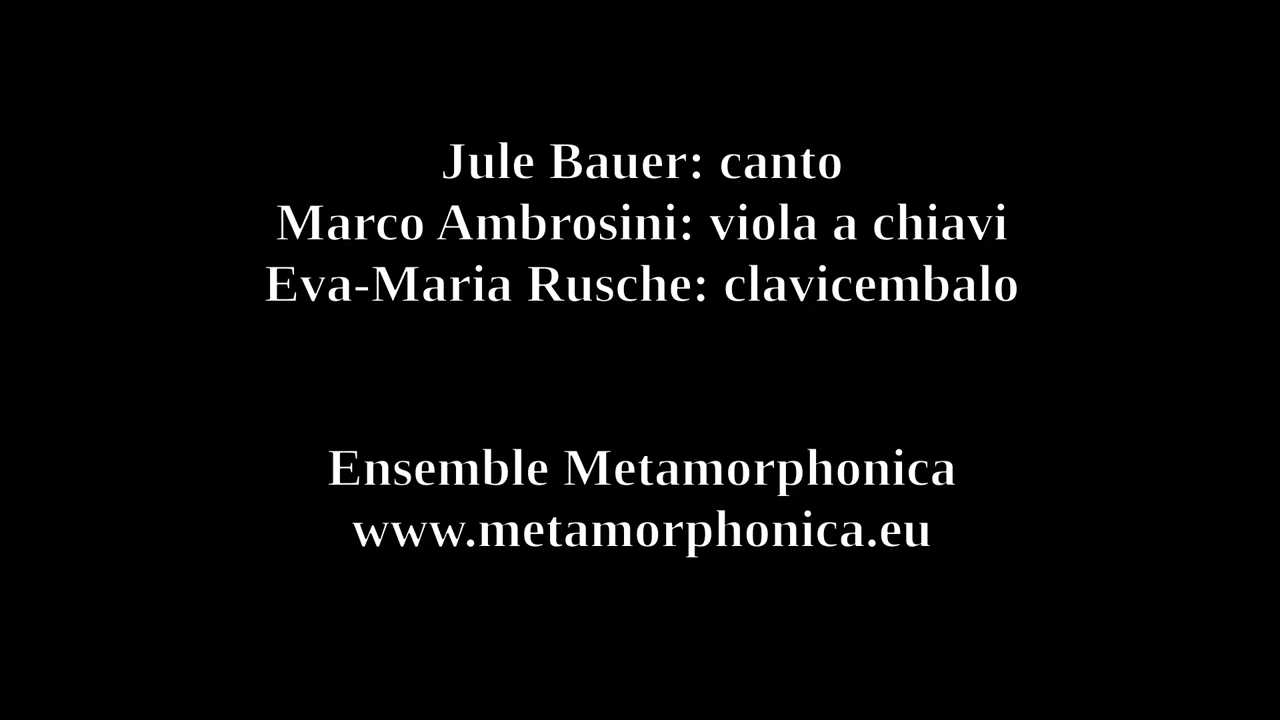 Jule Bauer: canto
Marco Ambrosini: viola a chiavi
Eva-Maria Rusche: clavicembalo
Ensemble Metamorphonica
www.metamorphonica.eu